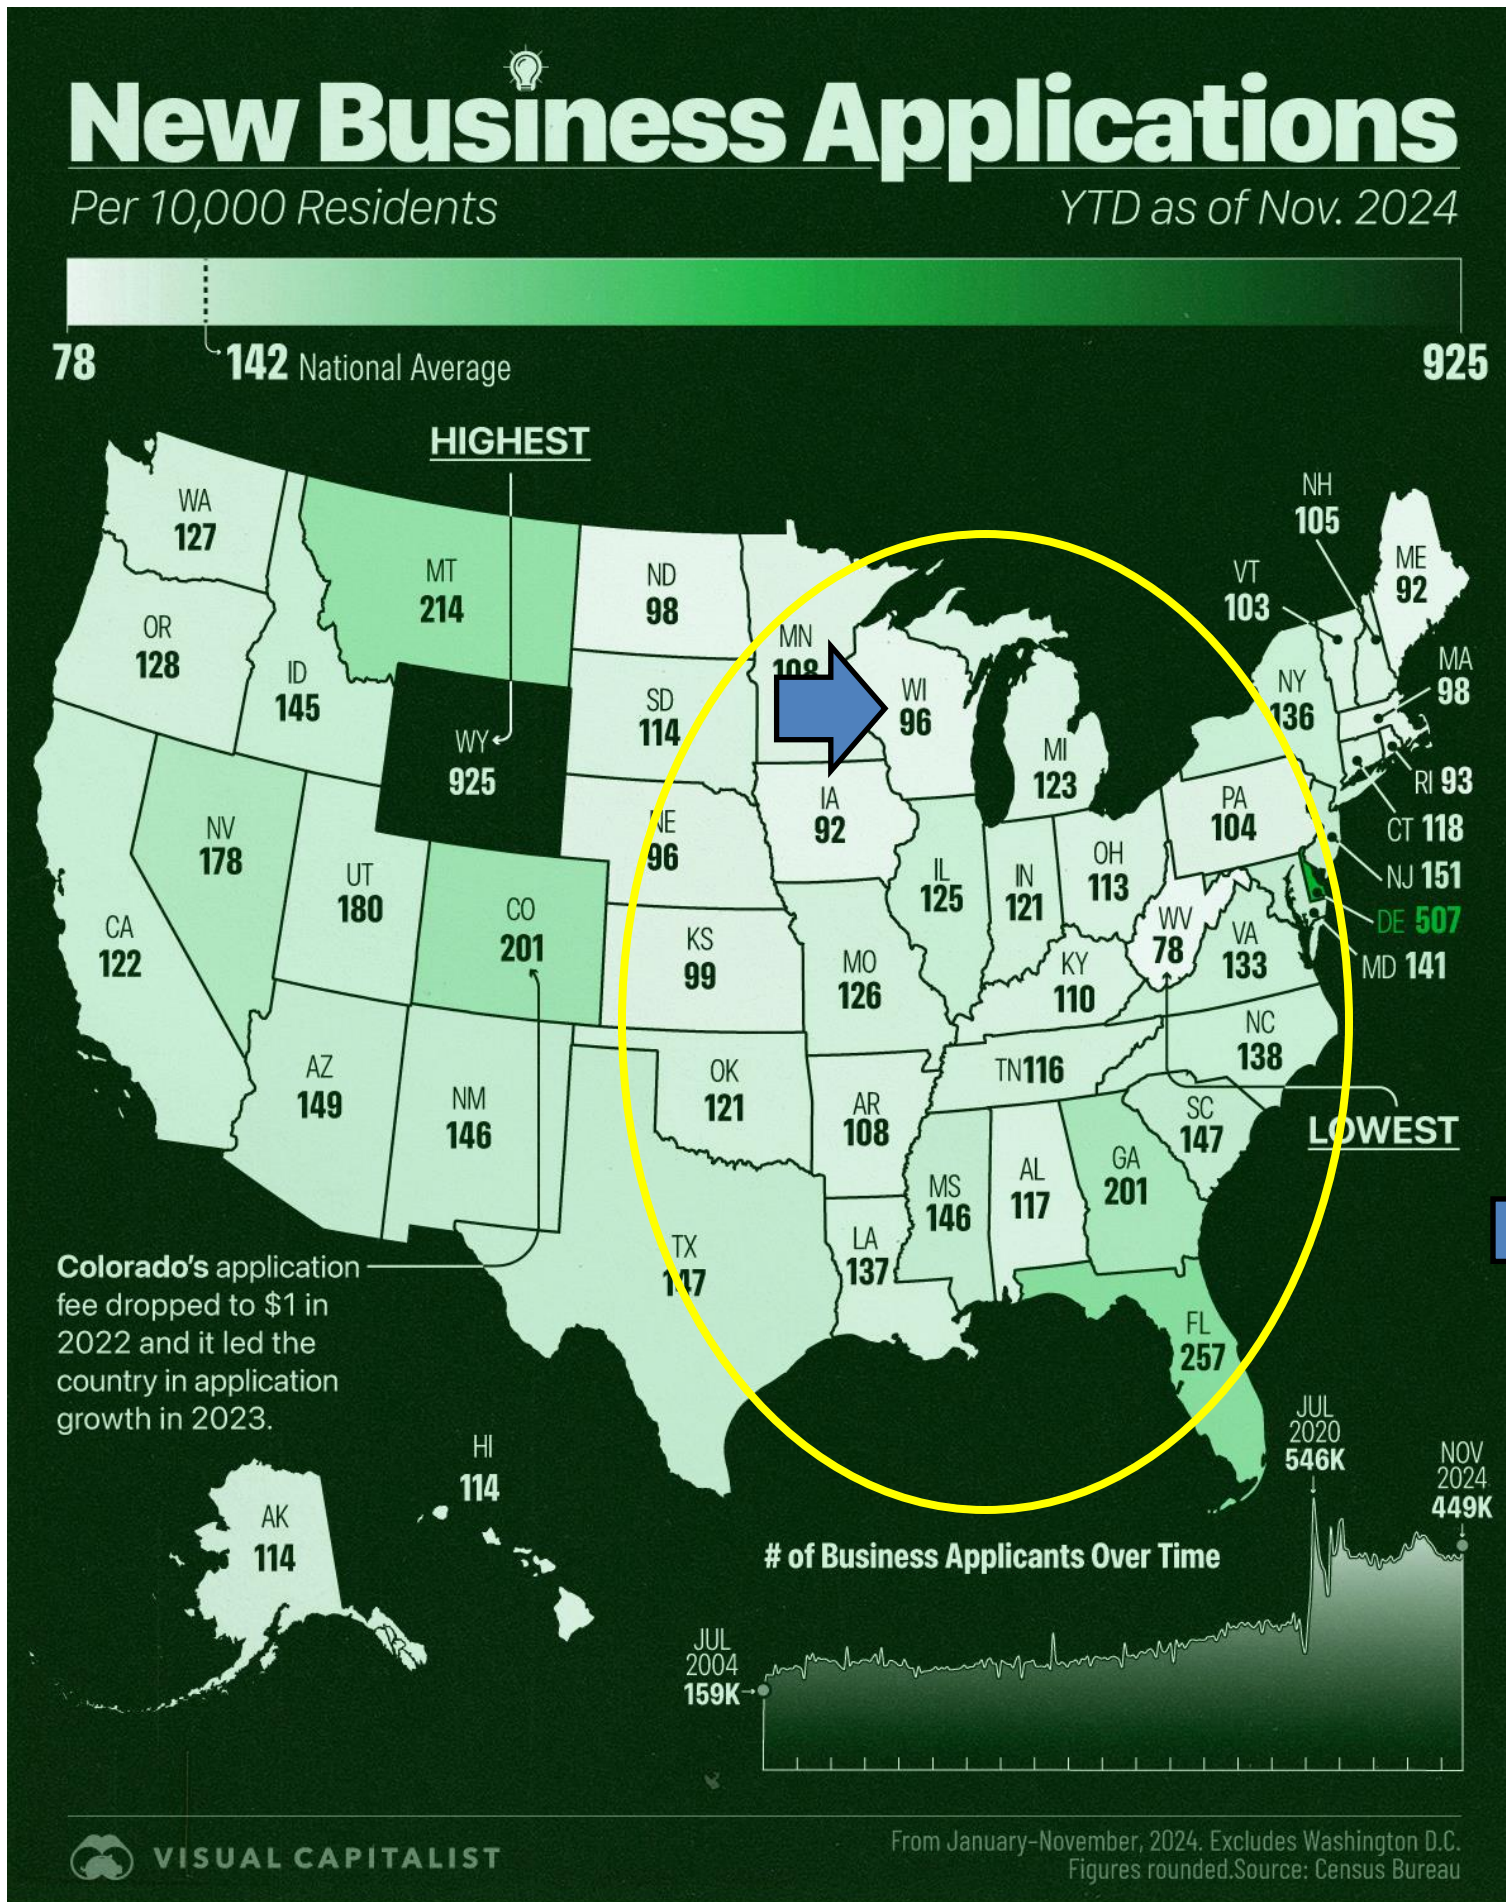 New Business Applications
Per 10,000 Residents
YTD as of Nov. 2024
78
142 National Average
925
HIGHEST
WA
127
OR
128
ID
145
MT
214
WY
925
ND
98
SD
114
NE
96
MN
108
WI
96
MI
123
IA
92
NV
178
UT
180
CO
201
CA
122
AZ
149
NM
146
KS
99
OK
121
TX
147
MO
126
AR
108
LA
137
IL
125
IN
121
OH
113
KY
110
TN 116
MS
146
AL
117
GA
201
FL
257
SC
147
NC
138
VA
133
WV
78
PA
104
NY
136
VT
103
NH
105
ME
92
MA
98
RI 93
CT 118
NJ 151
DE 507
MD 141
LOWEST
Colorado's application
fee dropped to $1 in
2022 and it led the
country in application
growth in 2023.
AK
114
HI
114
# of Business Applicants Over Time
JUL
2004
159K
JUL
2020
546K
NOV
2024
449K
VISUAL CAPITALIST
From January–November, 2024. Excludes Washington D.C.
Figures rounded.Source: Census Bureau